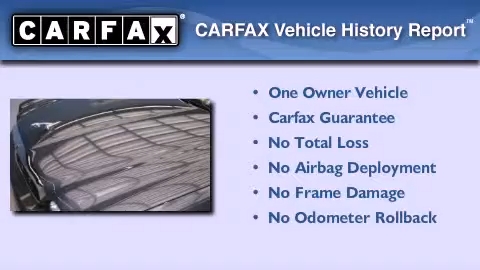 CARFAX® CARFAX Vehicle History Report™
• One Owner Vehicle
• Carfax Guarantee
• No Total Loss
• No Airbag Deployment
• No Frame Damage
• No Odometer Rollback